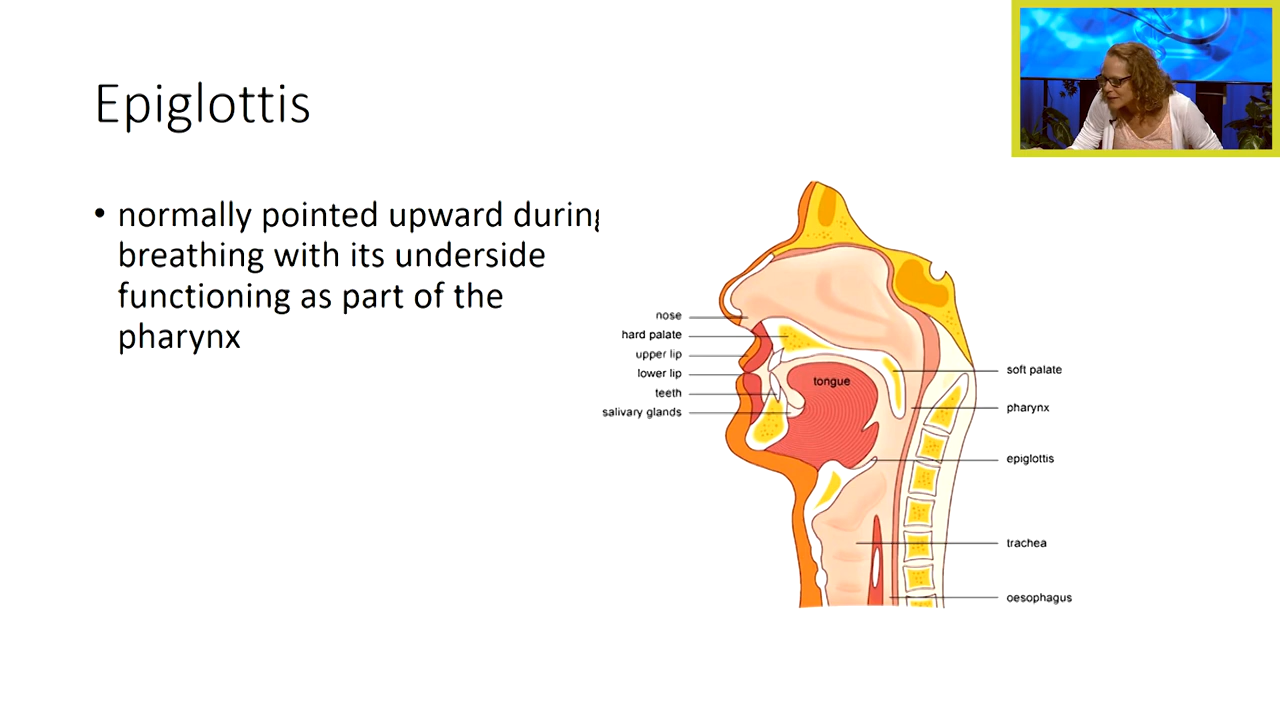 Epiglottis
• normally pointed upward during
breathing with its underside
functioning as part of the
pharynx
nose
hard palate
upper lip
lower lip
teeth
salivary glands
tongue
soft palate
pharynx
epiglottis
trachea
oesophagus